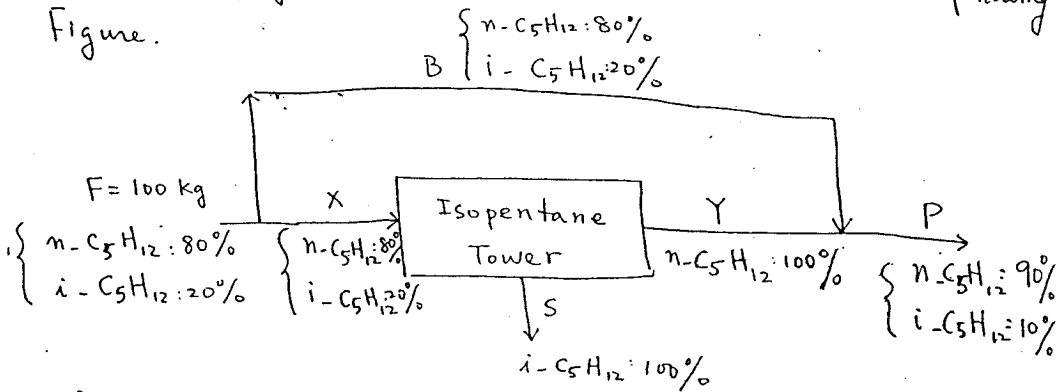 Figure.
n-C5H12:80%
B
i-C5H12:20%
F= 100 kg
n-C5H12:80%
i-C5H12:20%
X
n-C5H12:80%
i-C5H12:20%
Isopentane
Tower
Y
n-C5H12:100%
P
n-C5H12:90%
i-C5H12:10%
S
i-C5H12:100%